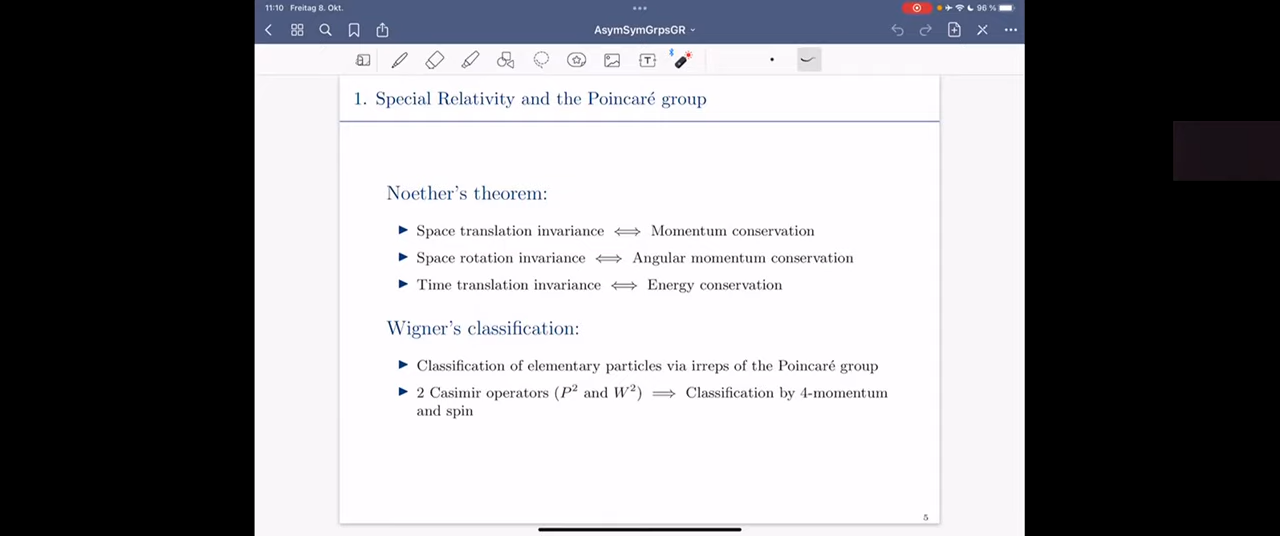 11:10 Freitag 8. Okt.
96 %
AsymSymGrpsGR
T
1. Special Relativity and the Poincaré group
Noether's theorem:
▶ Space translation invariance ⟺ Momentum conservation
▶ Space rotation invariance ⟺ Angular momentum conservation
▶ Time translation invariance ⟺ Energy conservation
Wigner's classification:
▶ Classification of elementary particles via irreps of the Poincaré group
▶ 2 Casimir operators (P² and W²) ⟹ Classification by 4-momentum
and spin
5